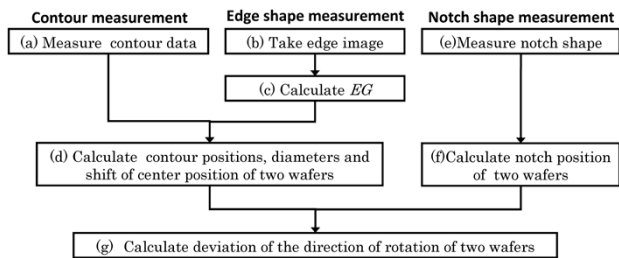 Contour measurement
Edge shape measurement
Notch shape measurement
(a) Measure contour data
(b) Take edge image
(e)Measure notch shape
(c) Calculate EG
(d) Calculate contour positions, diameters and
shift of center position of two wafers
(f)Calculate notch position
of two wafers
(g) Calculate deviation of the direction of rotation of two wafers